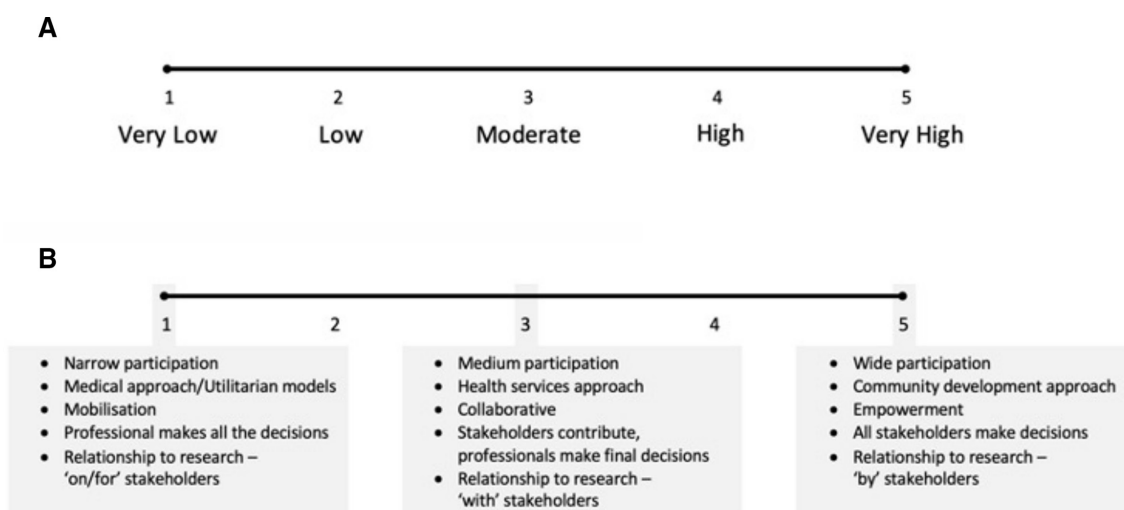 A
1 2 3 4 5
Very Low Low Moderate High Very High
B
1 2 3 4 5
• Narrow participation
• Medical approach/Utilitarian models
• Mobilisation
• Professional makes all the decisions
• Relationship to research –
‘on/for’ stakeholders
• Medium participation
• Health services approach
• Collaborative
• Stakeholders contribute,
professionals make final decisions
• Relationship to research –
‘with’ stakeholders
• Wide participation
• Community development approach
• Empowerment
• All stakeholders make decisions
• Relationship to research –
‘by’ stakeholders